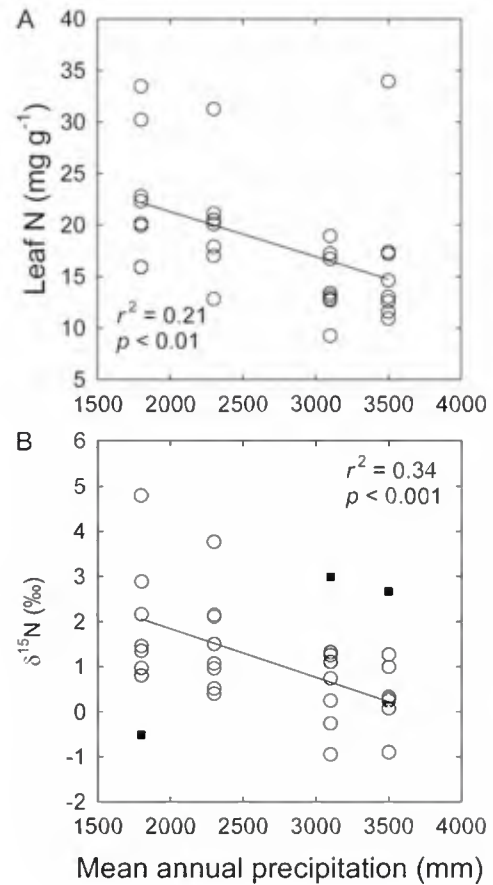 A
40
35
30
25
20
15
10
5
Leaf N (mg g⁻¹)
r² = 0.21
p < 0.01
1500 2000 2500 3000 3500 4000
B
6
5
4
3
2
1
0
-1
-2
δ¹⁵N (‰)
r² = 0.34
p < 0.001
1500 2000 2500 3000 3500 4000
Mean annual precipitation (mm)